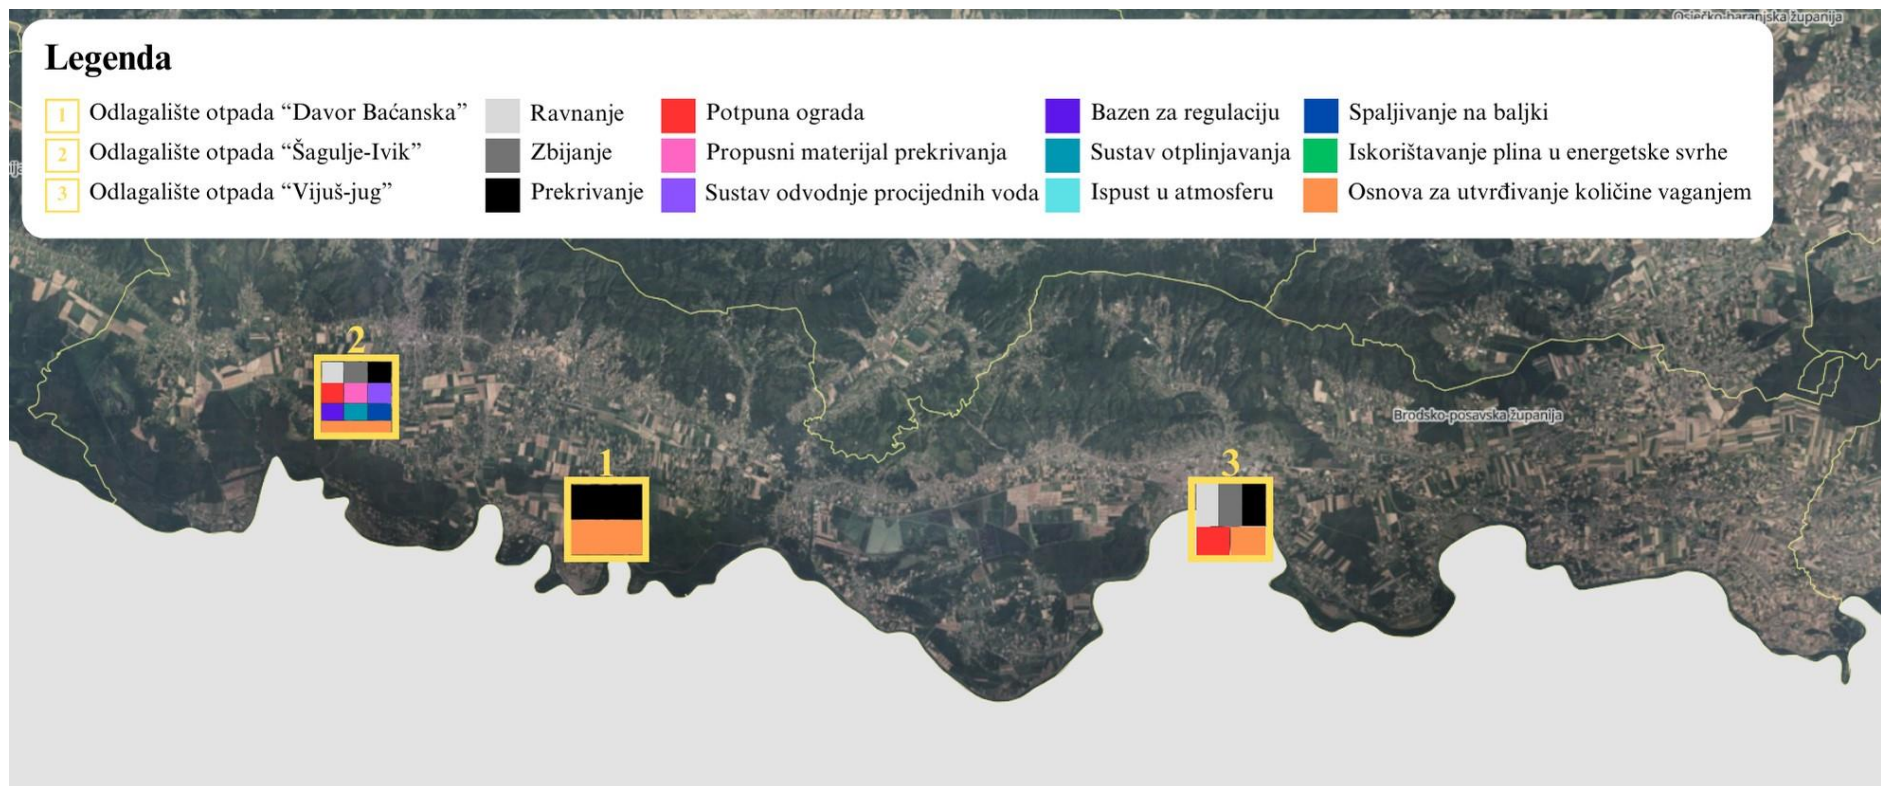 Osječko-baranjska županija
Legenda
1 Odlagalište otpada “Davor Baćanska”
2 Odlagalište otpada “Šagulje-Ivik”
3 Odlagalište otpada “Vijuš-jug”
Ravnanje
Zbijanje
Prekrivanje
Potpuna ograda
Propusni materijal prekrivanja
Sustav odvodnje procijednih voda
Bazen za regulaciju
Sustav otplinjavanja
Ispust u atmosferu
Spaljivanje na baljki
Iskorištavanje plina u energetske svrhe
Osnova za utvrđivanje količine vaganjem
2
Brodsko-posavska županija
1
3